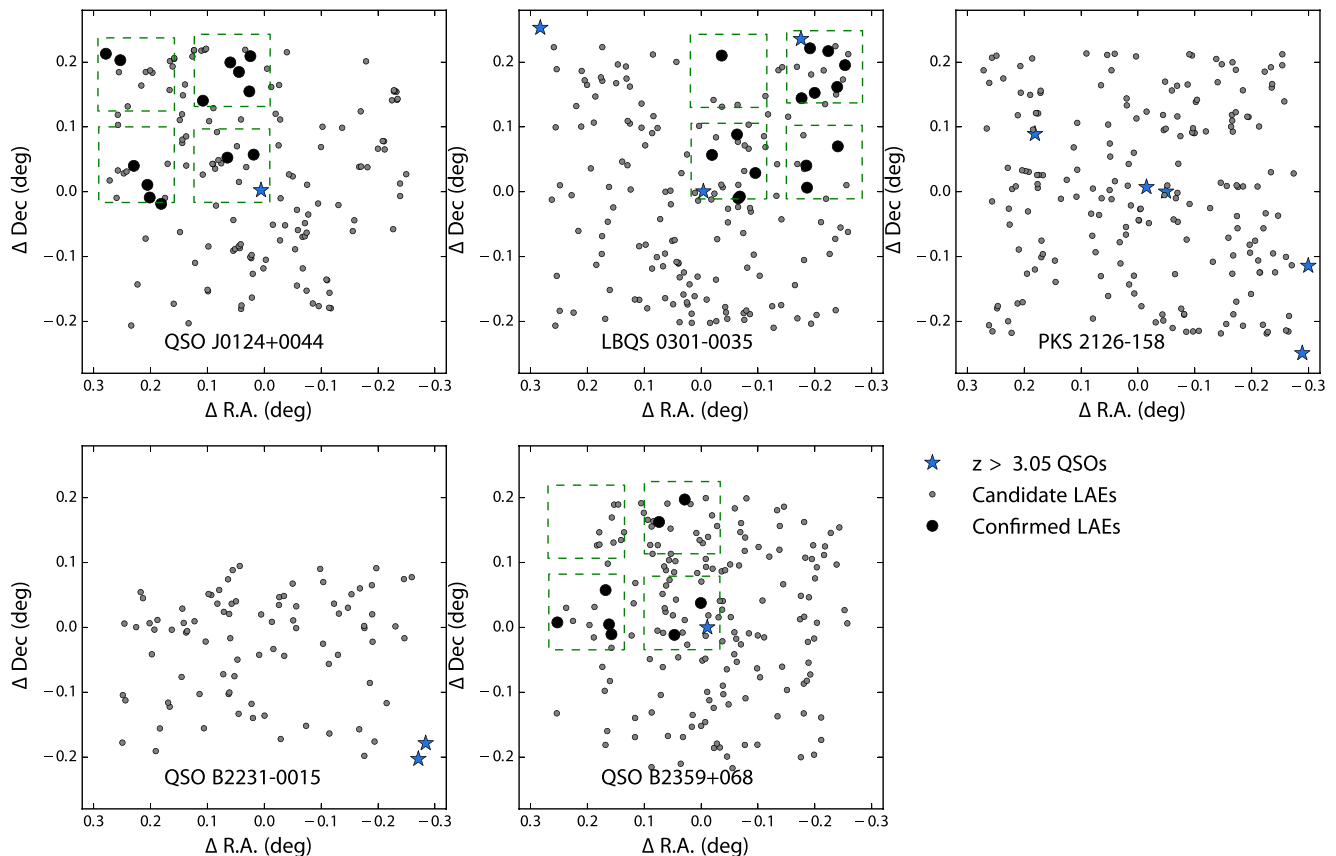 0.2
0.1
0.0
−0.1
−0.2
Δ Dec (deg)
QSO J0124+0044
0.3 0.2 0.1 0.0 −0.1 −0.2 −0.3
Δ R.A. (deg)
0.2
0.1
0.0
−0.1
−0.2
Δ Dec (deg)
LBQS 0301-0035
0.3 0.2 0.1 0.0 −0.1 −0.2 −0.3
Δ R.A. (deg)
0.2
0.1
0.0
−0.1
−0.2
Δ Dec (deg)
PKS 2126-158
0.3 0.2 0.1 0.0 −0.1 −0.2 −0.3
Δ R.A. (deg)
0.2
0.1
0.0
−0.1
−0.2
Δ Dec (deg)
QSO B2231-0015
0.3 0.2 0.1 0.0 −0.1 −0.2 −0.3
Δ R.A. (deg)
0.2
0.1
0.0
−0.1
−0.2
Δ Dec (deg)
QSO B2359+068
0.3 0.2 0.1 0.0 −0.1 −0.2 −0.3
Δ R.A. (deg)
z > 3.05 QSOs
Candidate LAEs
Confirmed LAEs